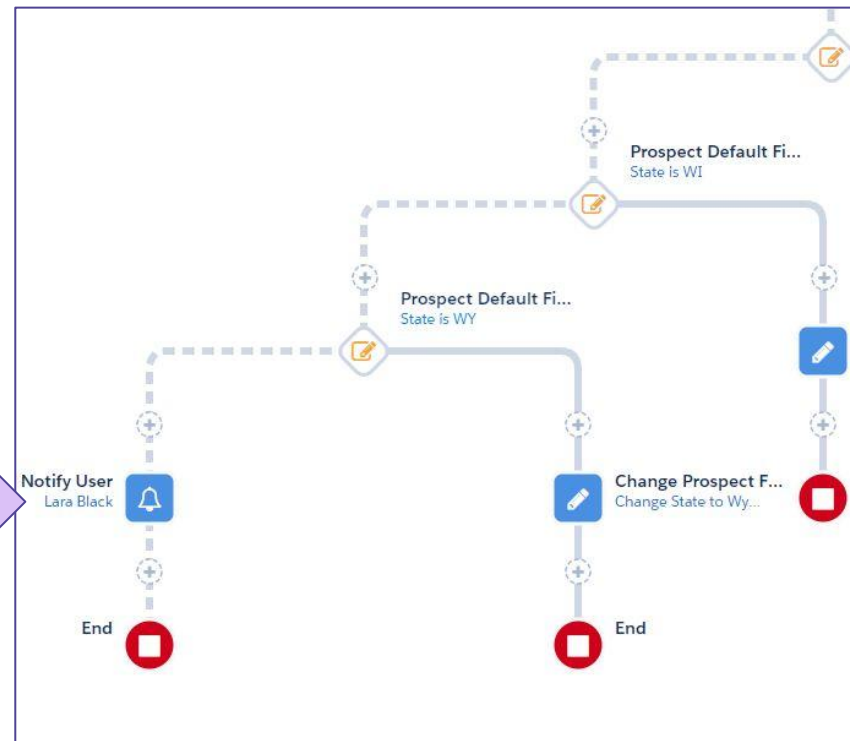 Prospect Default Fi...
State is WI
Prospect Default Fi...
State is WY
Notify User
Lara Black
Change Prospect F...
Change State to Wy...
End
End